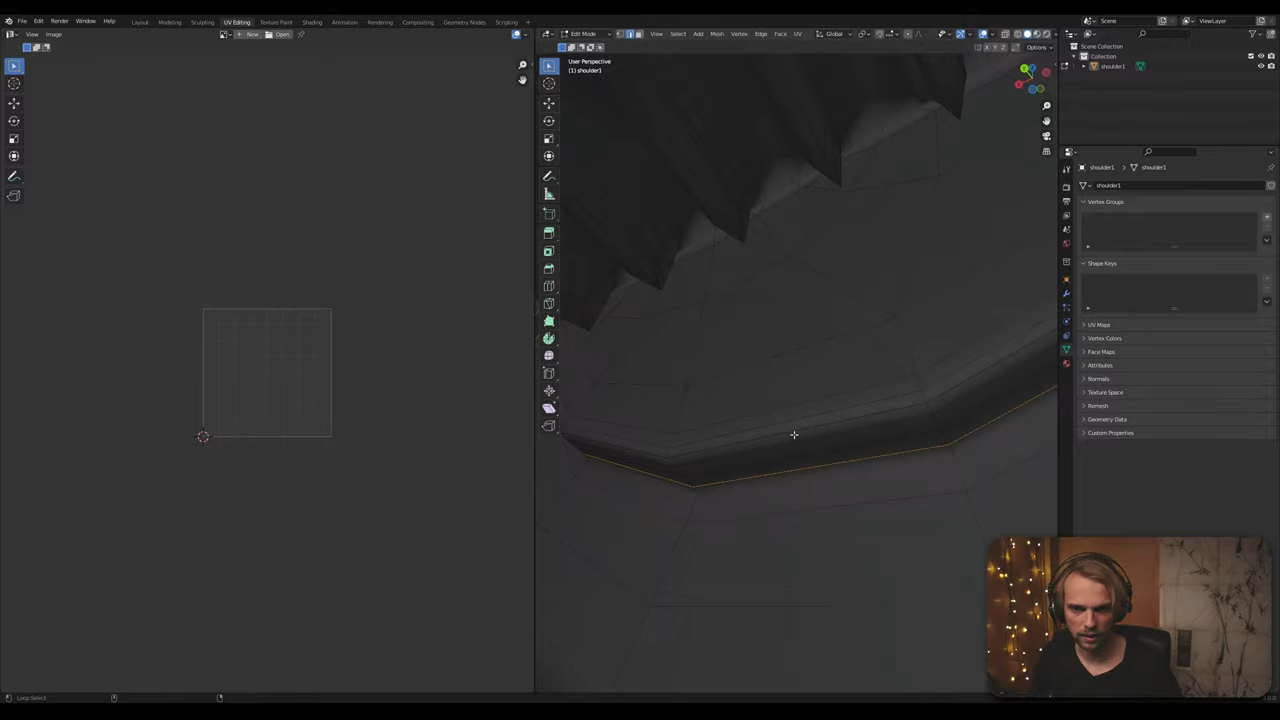 File Edit Render Window Help Layout Modeling Sculpting UV Editing Texture Paint Shading Animation Rendering Compositing Geometry Nodes Scripting + Scene ViewLayer
View Image + New Open Edit Mode View Select Add Mesh Vertex Edge Face UV Global
X Y Z Options
Scene Collection
Collection
shoulder1
User Perspective
(1) shoulder1
shoulder1 > shoulder1
shoulder1
Vertex Groups
Shape Keys
UV Maps
Vertex Colors
Face Maps
Attributes
Normals
Texture Space
Remesh
Geometry Data
Custom Properties
Loop Select